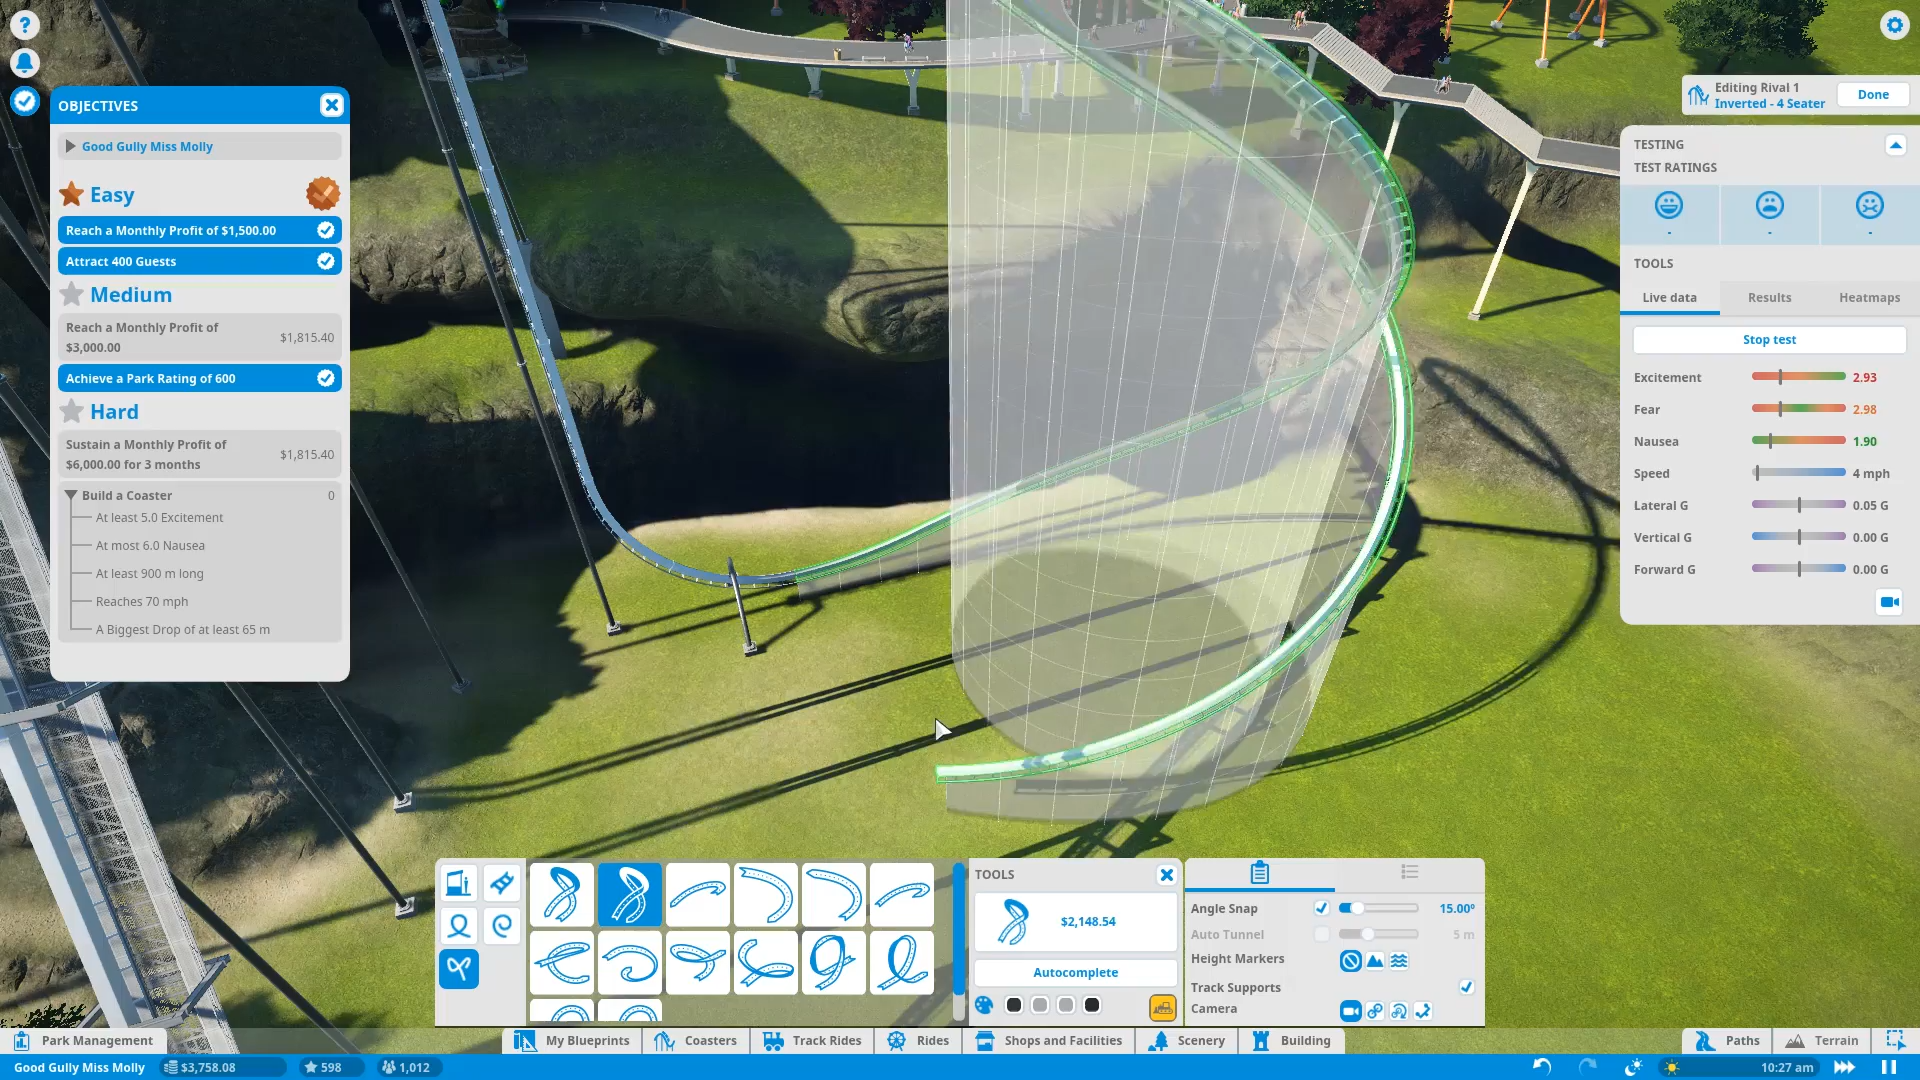 Editing Rival 1
Inverted - 4 Seater
Done
OBJECTIVES
Good Gully Miss Molly
Easy
Reach a Monthly Profit of $1,500.00
Attract 400 Guests
Medium
Reach a Monthly Profit of
$3,000.00
$1,815.40
Achieve a Park Rating of 600
Hard
Sustain a Monthly Profit of
$6,000.00 for 3 months
$1,815.40
Build a Coaster 0
At least 5.0 Excitement
At most 6.0 Nausea
At least 900 m long
Reaches 70 mph
A Biggest Drop of at least 65 m
TESTING
TEST RATINGS
- - -
TOOLS
Live data Results Heatmaps
Stop test
Excitement 2.93
Fear 2.98
Nausea 1.90
Speed 4 mph
Lateral G 0.05 G
Vertical G 0.00 G
Forward G 0.00 G
TOOLS
$2,148.54
Autocomplete
Angle Snap 15.00°
Auto Tunnel 5 m
Height Markers
Track Supports
Camera
Park Management My Blueprints Coasters Track Rides Rides Shops and Facilities Scenery Building Paths Terrain
Good Gully Miss Molly $3,758.08 598 1,012 10:27 am